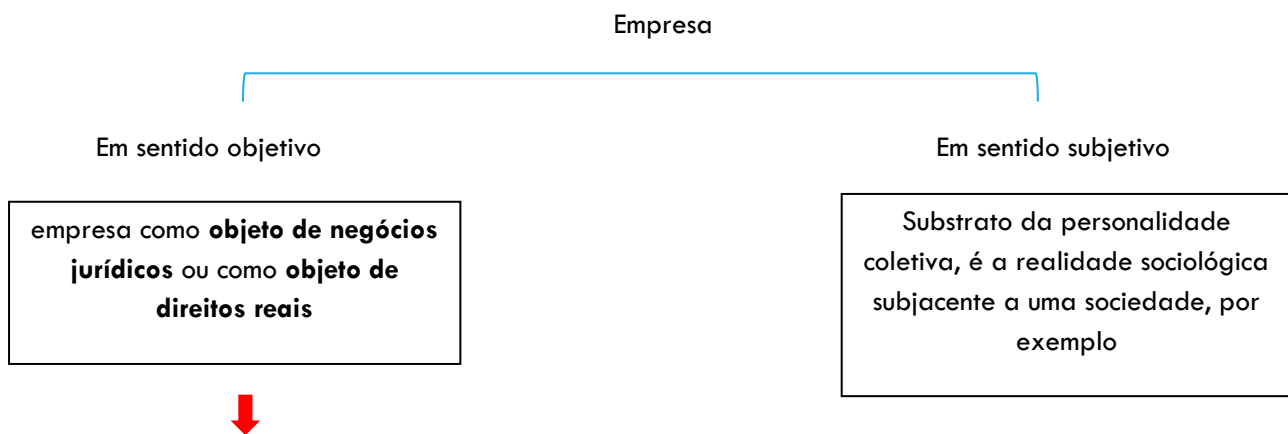 Empresa
Em sentido objetivo
empresa como objeto de negócios
jurídicos ou como objeto de
direitos reais
Em sentido subjetivo
Substrato da personalidade
coletiva, é a realidade sociológica
subjacente a uma sociedade, por
exemplo